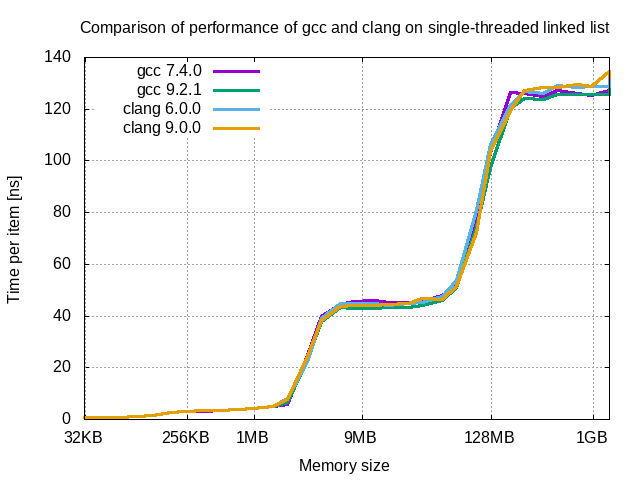 Comparison of performance of gcc and clang on single-threaded linked list
140
120
100
80
60
40
20
0
Time per item [ns]
gcc 7.4.0
gcc 9.2.1
clang 6.0.0
clang 9.0.0
32KB 256KB 1MB 9MB 128MB 1GB
Memory size